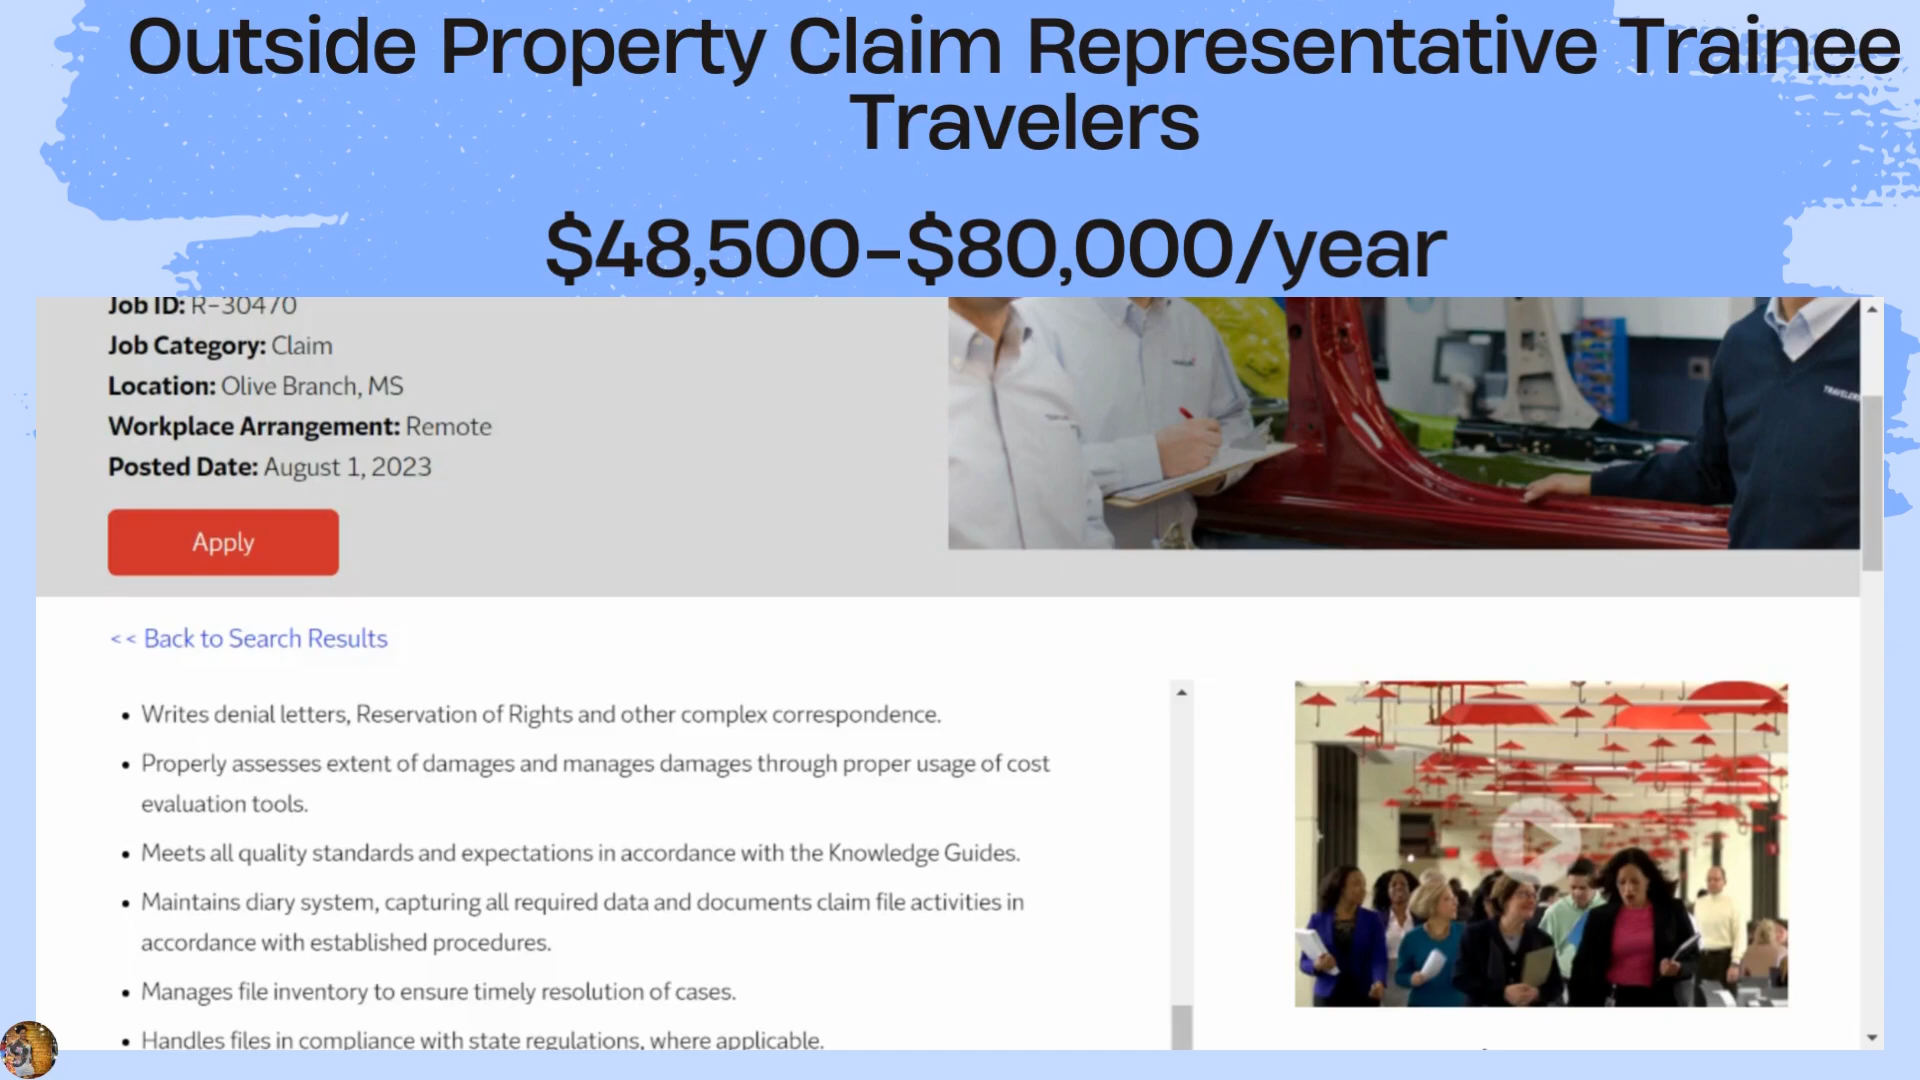 Outside Property Claim Representative Trainee
Travelers
$48,500-$80,000/year
Job ID: R-30470
Job Category: Claim
Location: Olive Branch, MS
Workplace Arrangement: Remote
Posted Date: August 1, 2023
Apply
<< Back to Search Results
• Writes denial letters, Reservation of Rights and other complex correspondence.
• Properly assesses extent of damages and manages damages through proper usage of cost
evaluation tools.
• Meets all quality standards and expectations in accordance with the Knowledge Guides.
• Maintains diary system, capturing all required data and documents claim file activities in
accordance with established procedures.
• Manages file inventory to ensure timely resolution of cases.
• Handles files in compliance with state regulations, where applicable.